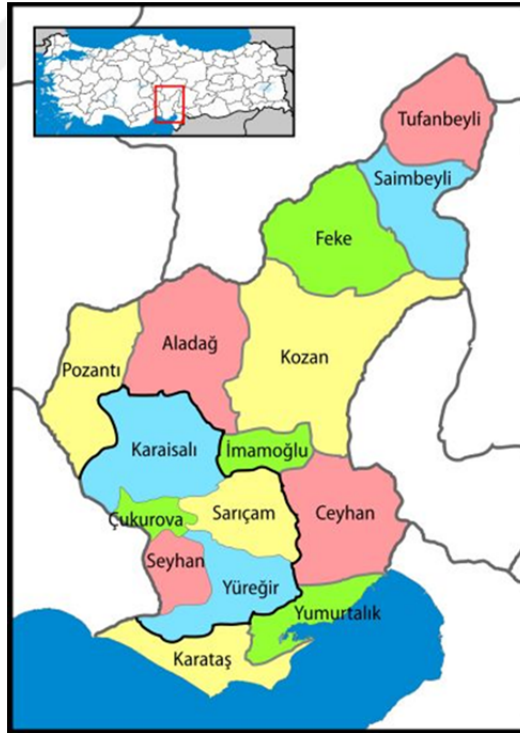 Tufanbeyli
Saimbeyli
Feke
Aladağ
Kozan
Pozantı
Karaisalı
İmamoğlu
Çukurova
Sarıçam
Ceyhan
Seyhan
Yüreğir
Yumurtalık
Karataş